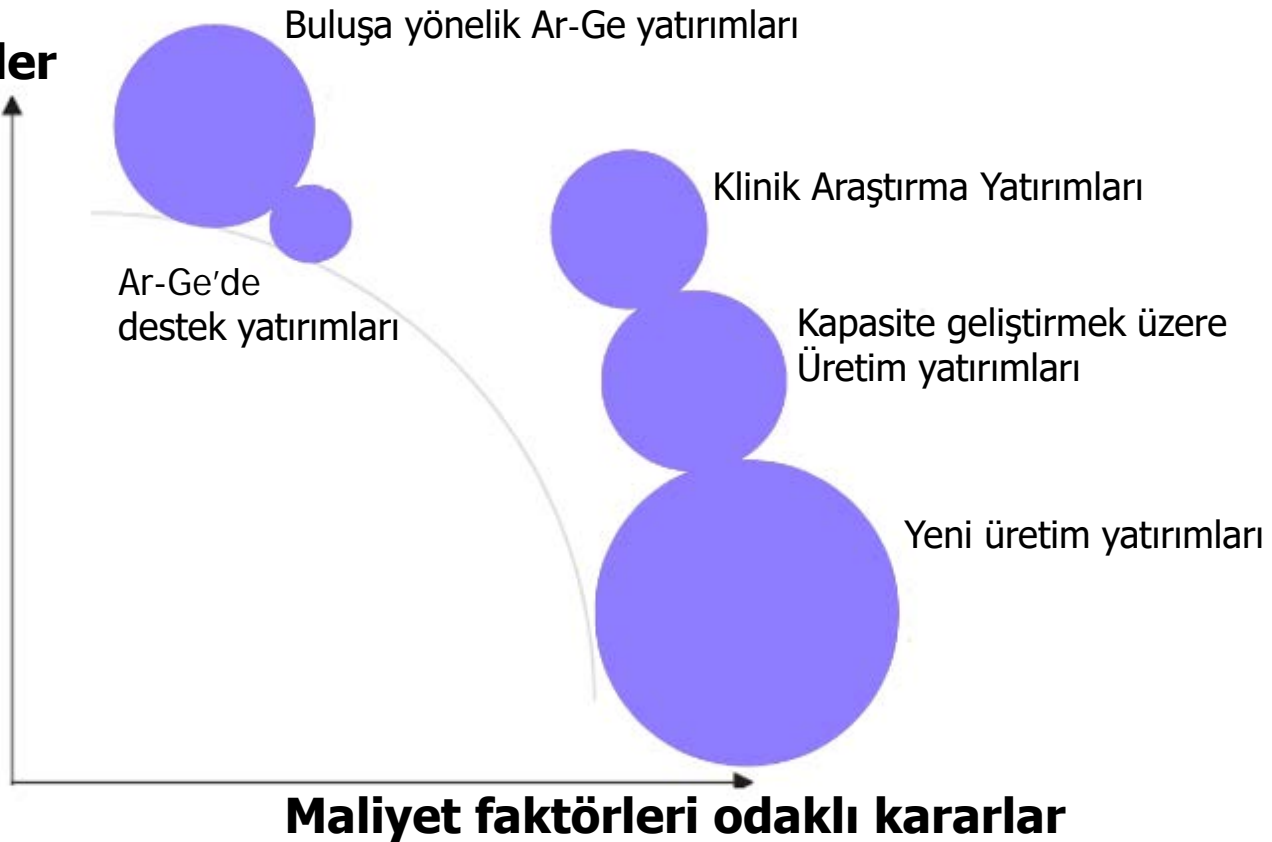 Buluşa yönelik Ar-Ge yatırımları
Klinik Araştırma Yatırımları
Ar-Ge’de
destek yatırımları
Kapasite geliştirmek üzere
Üretim yatırımları
Yeni üretim yatırımları
Maliyet faktörleri odaklı kararlar